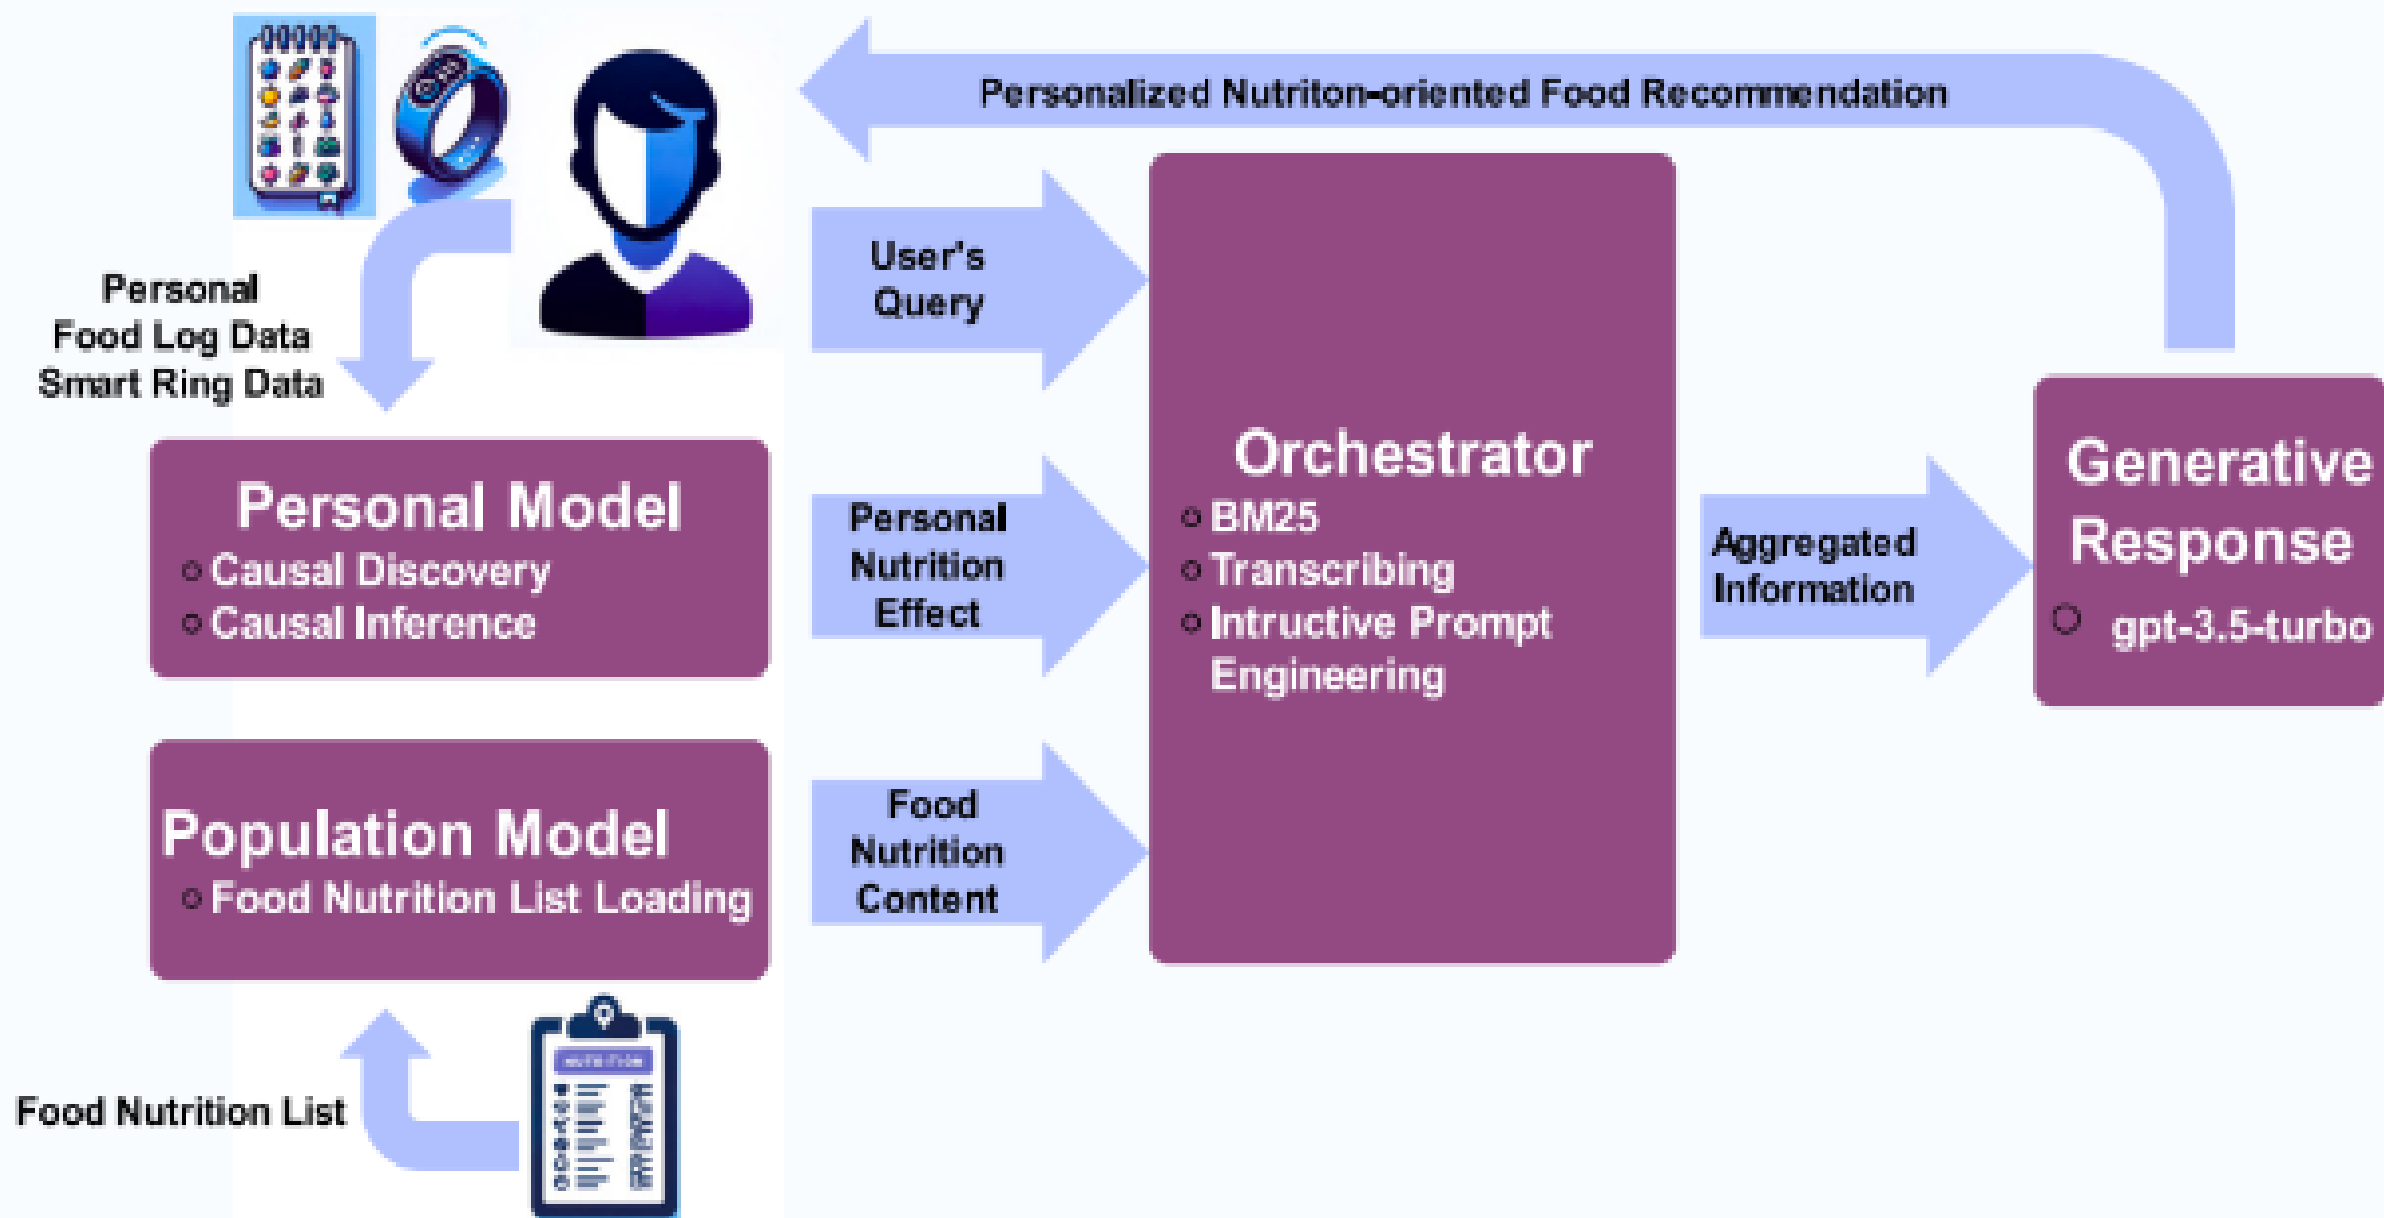 Personalized Nutriton-oriented Food Recommendation
User's
Query
Personal
Food Log Data
Smart Ring Data
Personal Model
Causal Discovery
Causal Inference
Personal
Nutrition
Effect
Orchestrator
BM25
Transcribing
Intructive Prompt
Engineering
Aggregated
Information
Generative
Response
gpt-3.5-turbo
Population Model
Food Nutrition List Loading
Food
Nutrition
Content
Food Nutrition List
NUTRITION